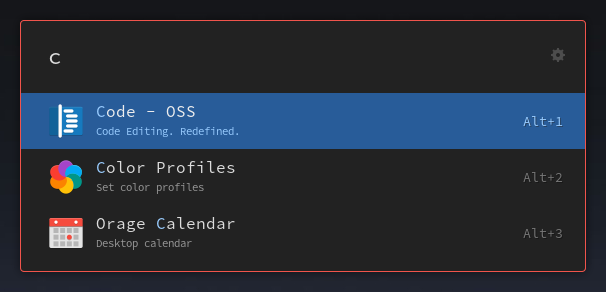 c
Code - OSS
Code Editing. Redefined.
Alt+1
Color Profiles
Set color profiles
Alt+2
Orage Calendar
Desktop calendar
Alt+3